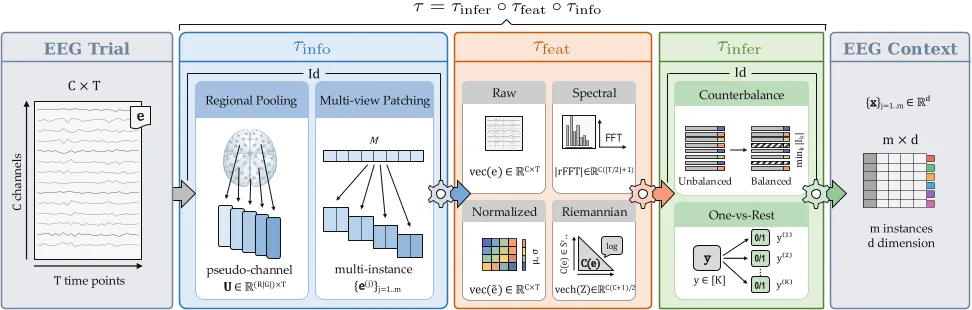 τ = τinfer ∘ τfeat ∘ τinfo
EEG Trial
C × T
e
C channels
T time points
τinfo
Id
Regional Pooling
pseudo-channel
U ∈ ℝ(R|G|)×T
Multi-view Patching
M
multi-instance
{e(j)}j=1..m
τfeat
Raw
vec(e) ∈ ℝC×T
Spectral
FFT
|rFFT|∈ℝC(⌊T/2⌋+1)
Normalized
μ, σ
vec(ẽ) ∈ ℝC×T
Riemannian
C(e) ∈ Sc++
log
C(e)
vech(Z)∈ℝC(C+1)/2
τinfer
Id
Counterbalance
Unbalanced
Balanced
mink |Ik|
One-vs-Rest
y
y ∈ [K]
0/1 y(1)
0/1 y(2)
0/1 y(K)
EEG Context
{x}j=1..m ∈ ℝd
m × d
m instances
d dimension